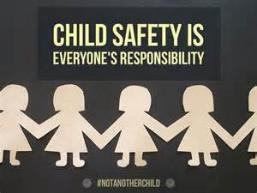 CHILD SAFETY IS
EVERYONE'S RESPONSIBILITY
#NOTANOTHERCHILD